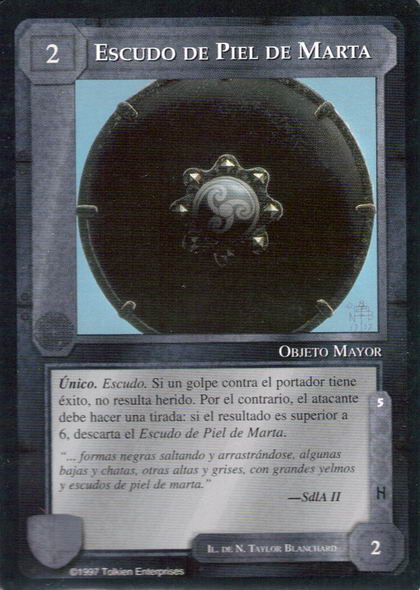 2
ESCUDO DE PIEL DE MARTA
OBJETO MAYOR
Único. Escudo. Si un golpe contra el portador tiene
éxito, no resulta herido. Por el contrario, el atacante
debe hacer una tirada: si el resultado es superior a
6, descarta el Escudo de Piel de Marta.
"... formas negras saltando y arrastrándose, algunas
bajas y chatas, otras altas y grises, con grandes yelmos
y escudos de piel de marta."
—SdlA II
5
H
IL. DE N. TAYLOR BLANCHARD
2
©1997 Tolkien Enterprises